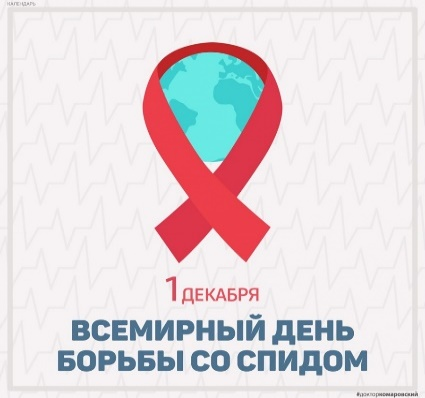 КАЛЕНДАРЬ
1 ДЕКАБРЯ
ВСЕМИРНЫЙ ДЕНЬ
БОРЬБЫ СО СПИДОМ
#докторкомаровский